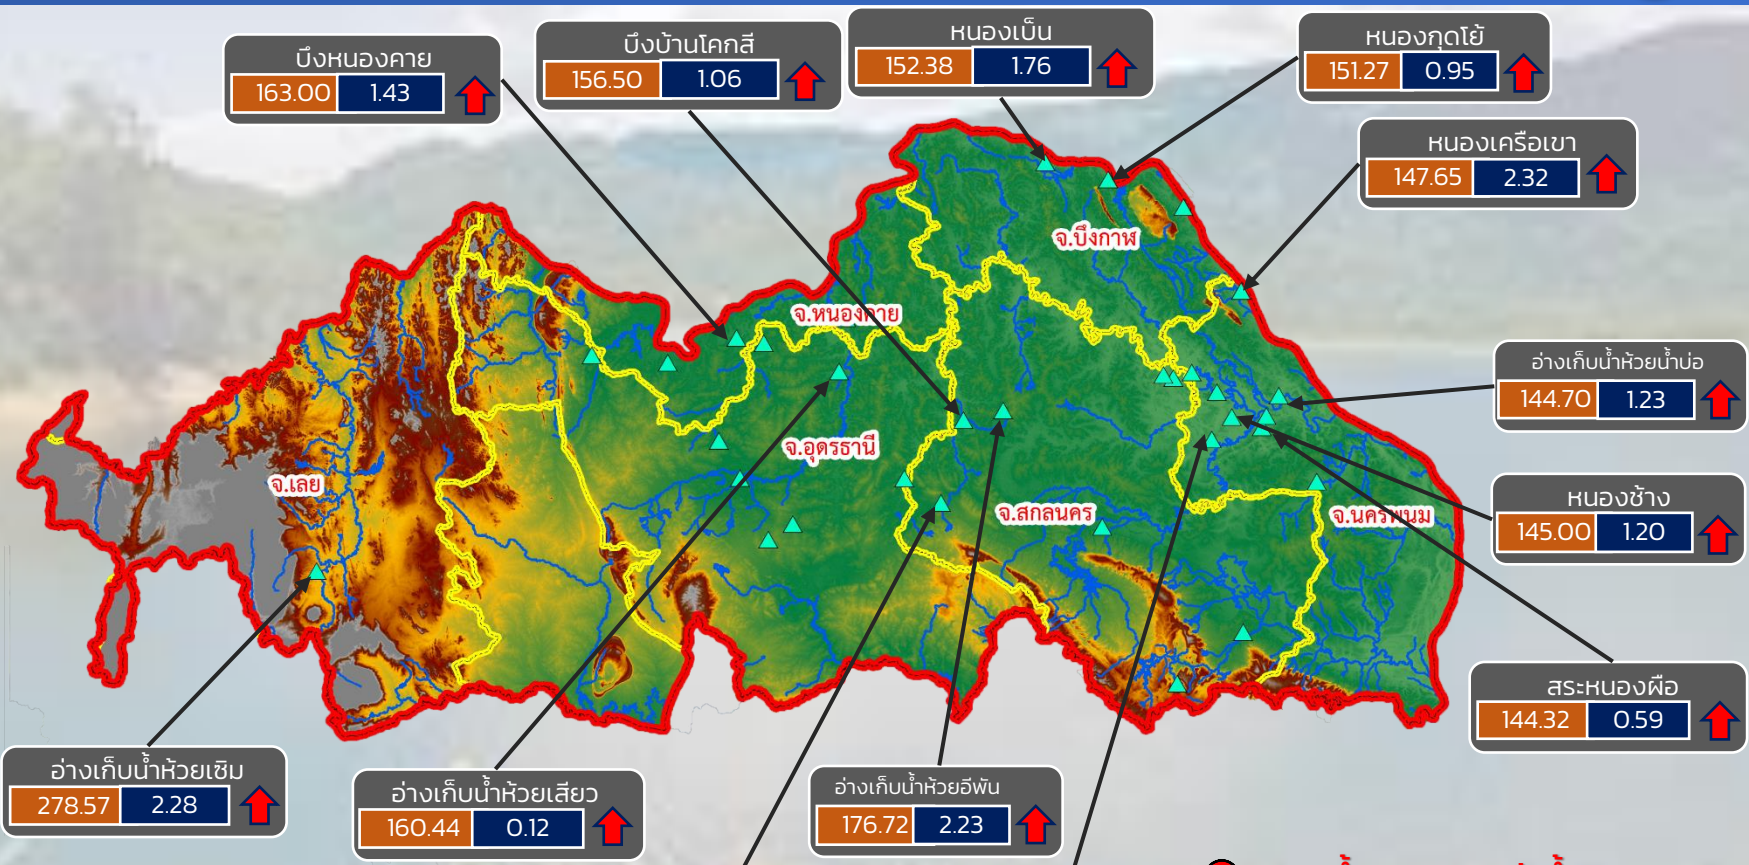 บึงหนองคาย
163.00 1.43
บึงบ้านโคกสี
156.50 1.06
หนองเบ็น
152.38 1.76
หนองกุดโย้
151.27 0.95
หนองเครือเขา
147.65 2.32
จ.บึงกาฬ
จ.หนองคาย
อ่างเก็บน้ำห้วยน้ำบ่อ
144.70 1.23
จ.อุดรธานี
จ.เลย
จ.สกลนคร
จ.นครพนม
หนองช้าง
145.00 1.20
สระหนองผือ
144.32 0.59
อ่างเก็บน้ำห้วยเซิม
278.57 2.28
อ่างเก็บน้ำห้วยเสียว
160.44 0.12
อ่างเก็บน้ำห้วยอีพัน
176.72 2.23